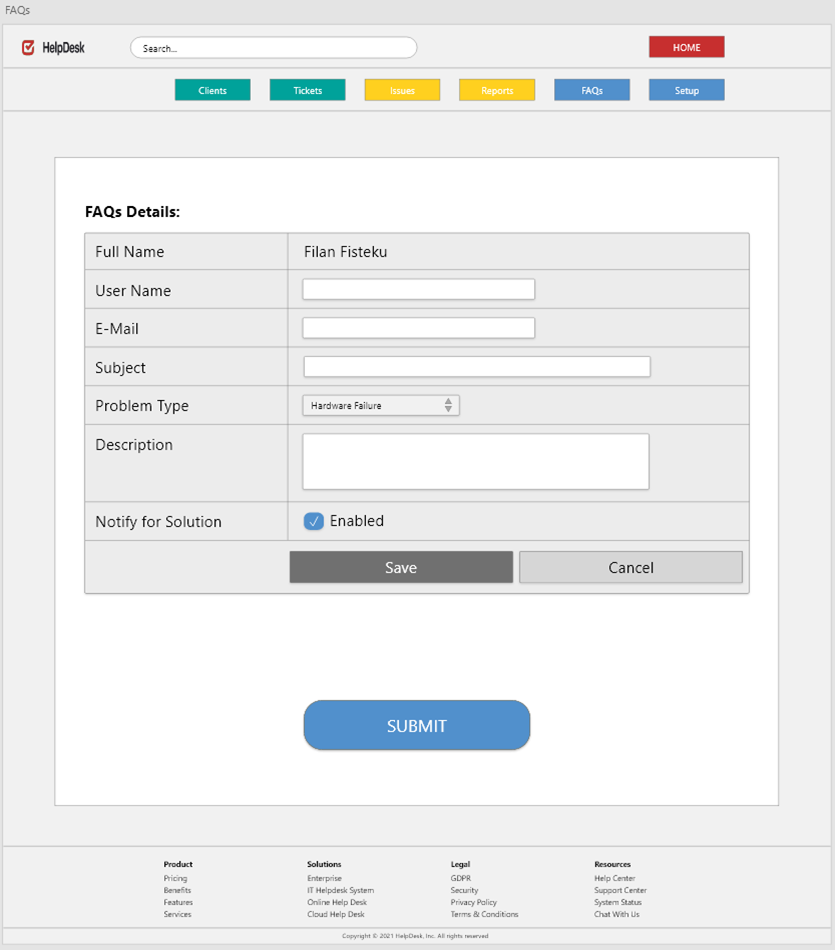 FAQs
HelpDesk Search... HOME
Clients Tickets Issues Reports FAQs Setup
FAQs Details:
Full Name Filan Fisteku
User Name
E-Mail
Subject
Problem Type Hardware Failure
Description
Notify for Solution Enabled
Save Cancel
SUBMIT
Product Solutions Legal Resources
Pricing Enterprise GDPR Help Center
Benefits IT Helpdesk System Security Support Center
Features Online Help Desk Privacy Policy System Status
Services Cloud Help Desk Terms & Conditions Chat With Us
Copyright © 2021 HelpDesk, Inc. All rights reserved